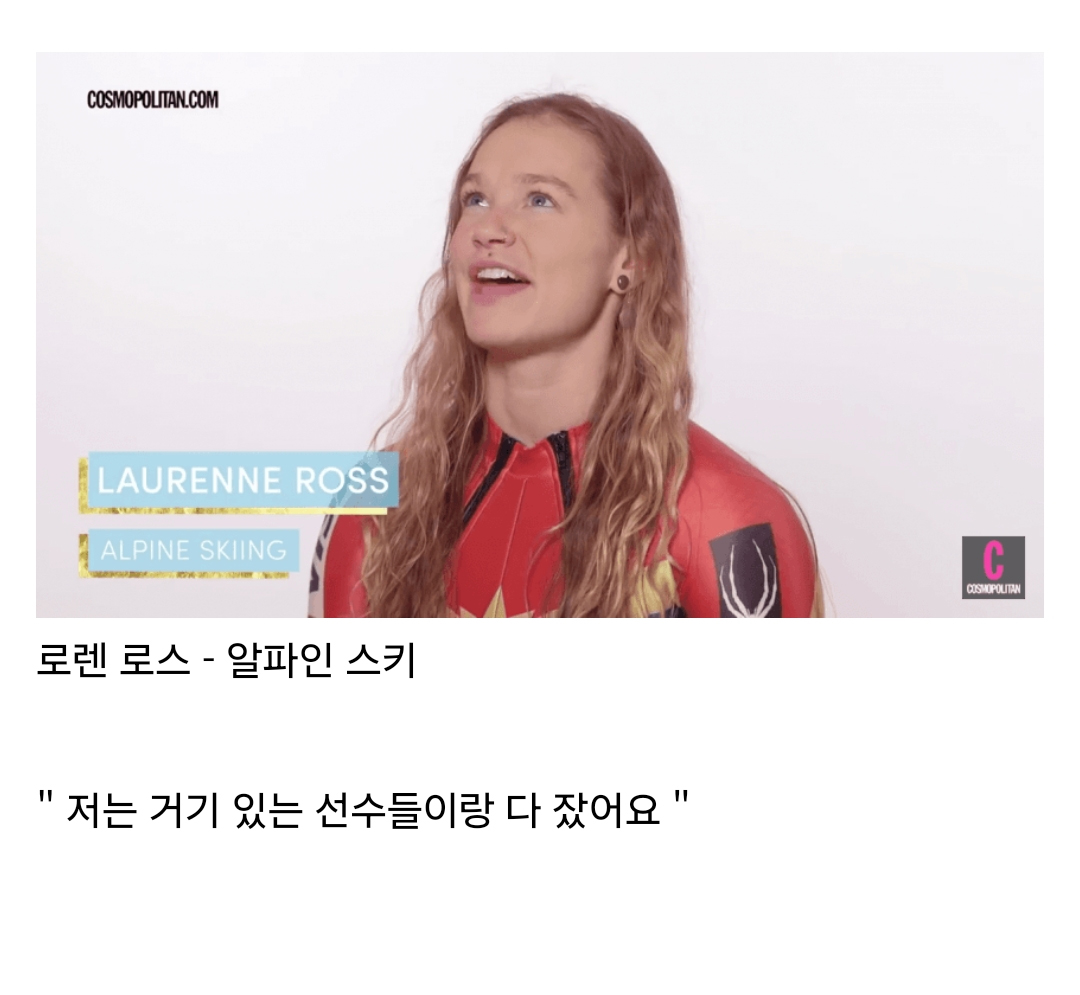 COSMOPOLITAN.COM
LAURENNE ROSS
ALPINE SKIING
C
COSMOPOLITAN
로렌 로스 - 알파인 스키
" 저는 거기 있는 선수들이랑 다 잤어요 "